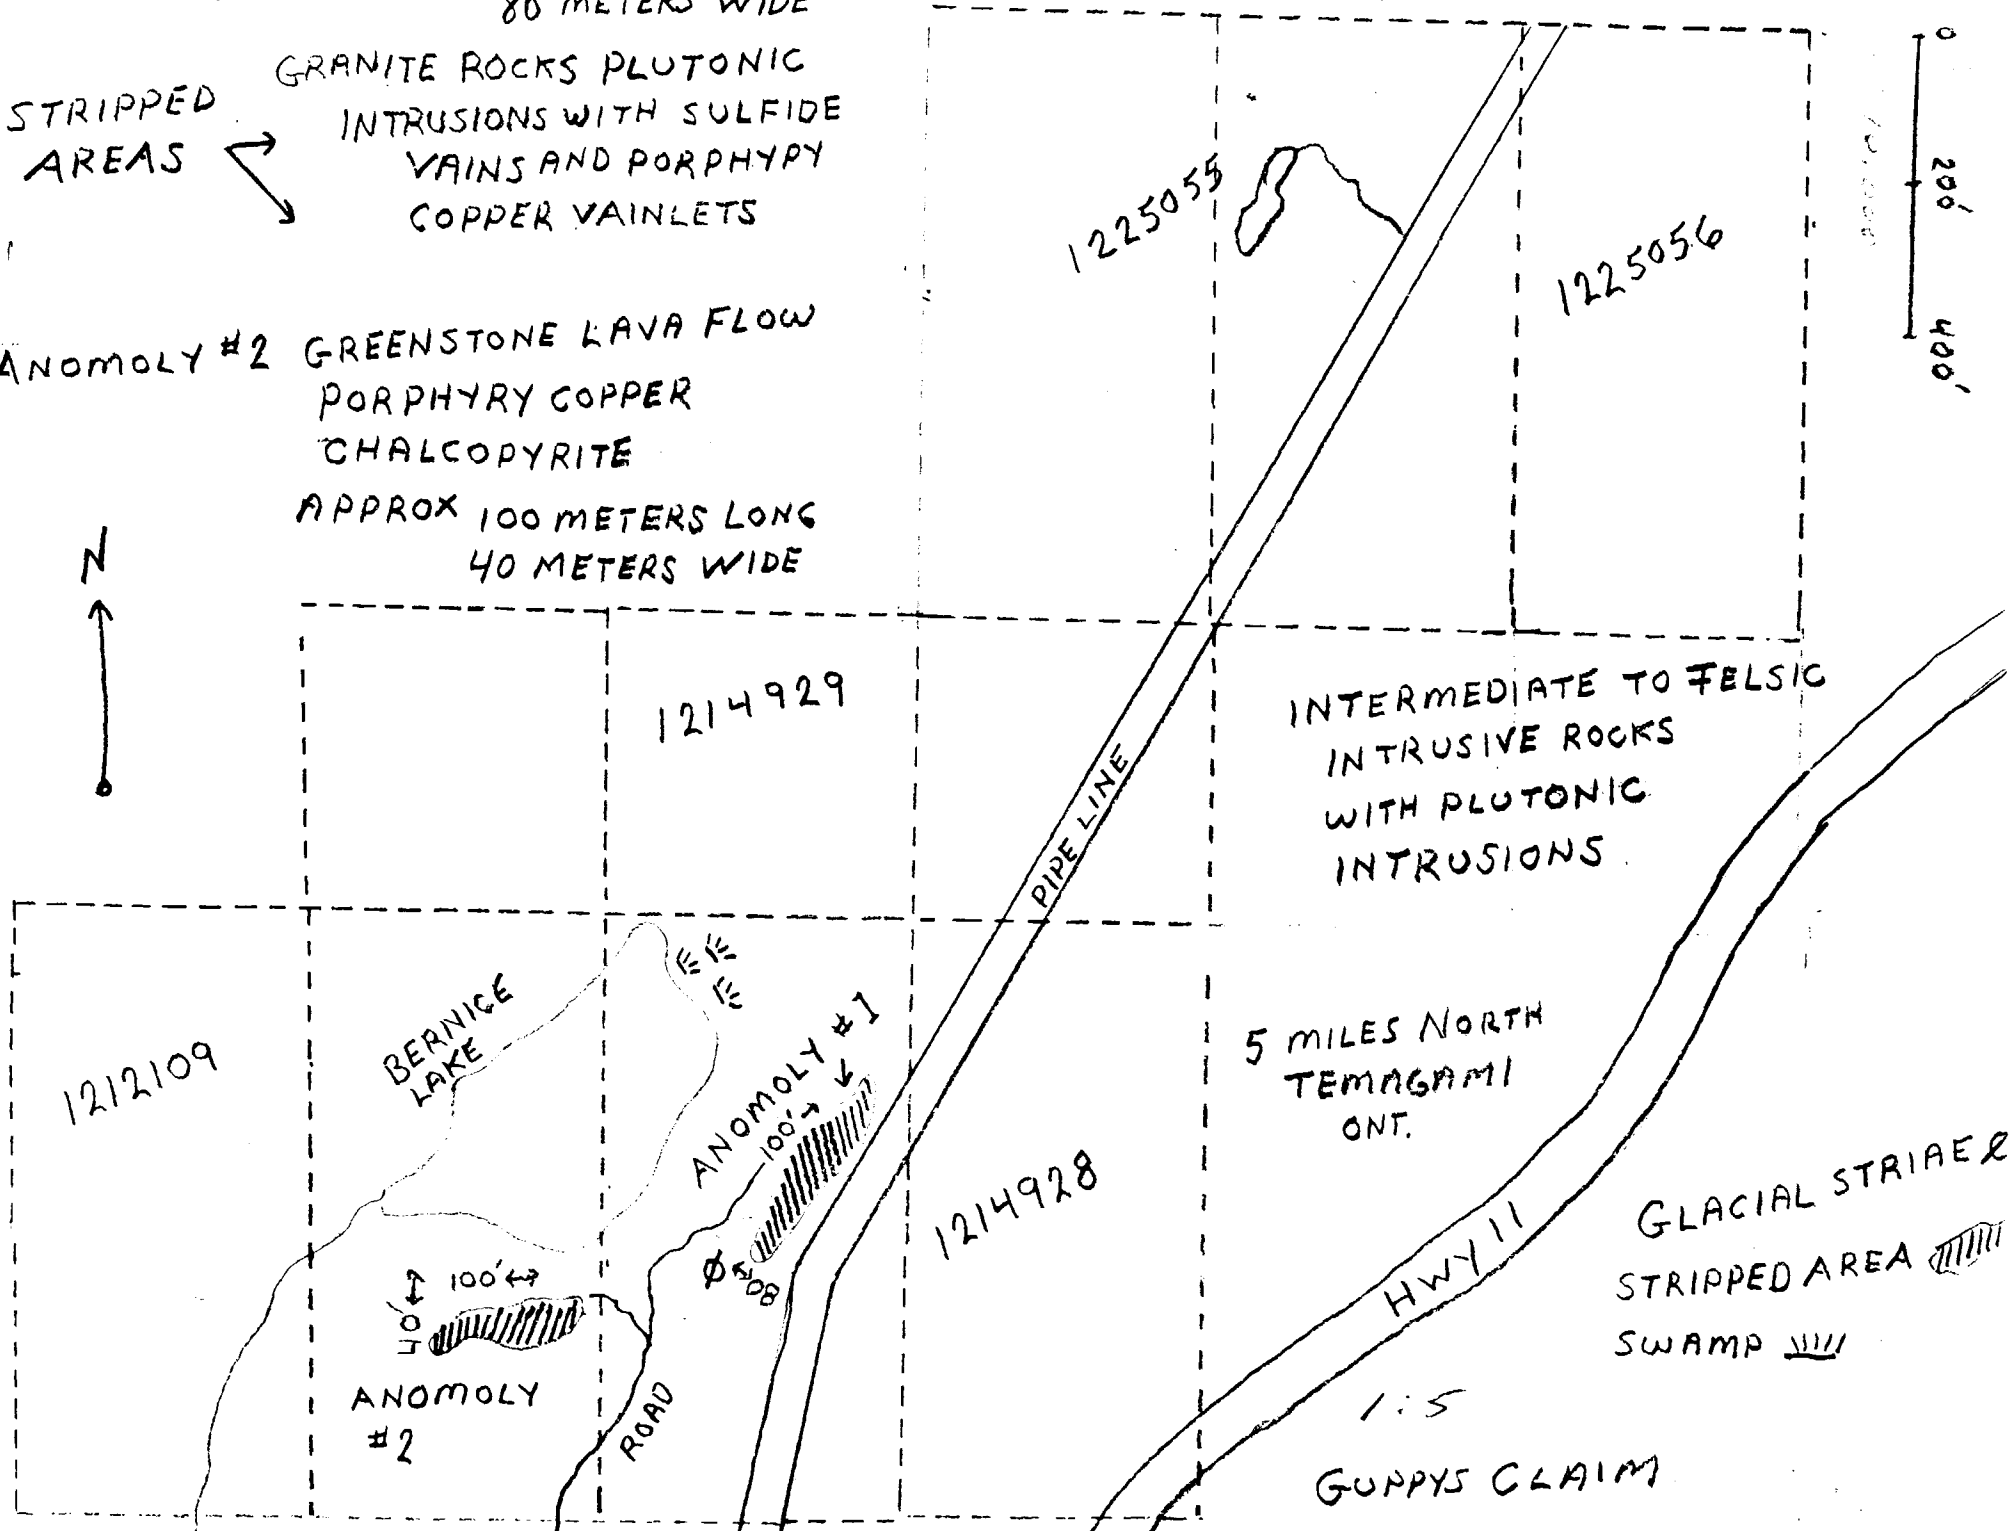 80 METERS WIDE
STRIPPED
AREAS
GRANITE ROCKS PLUTONIC
INTRUSIONS WITH SULFIDE
VAINS AND PORPHYPY
COPPER VAINLETS
ANOMOLY #2 GREENSTONE LAVA FLOW
PORPHYRY COPPER
CHALCOPYRITE
APPROX 100 METERS LONG
40 METERS WIDE
N
1225055
1225056
0
200'
400'
1214929
PIPE LINE
INTERMEDIATE TO FELSIC
INTRUSIVE ROCKS
WITH PLUTONIC
INTRUSIONS
1212109
BERNICE
LAKE
ANOMOLY #1
100'
80
Ø
40'
100'
ANOMOLY
#2
ROAD
1214928
5 MILES NORTH
TEMAGAMI
ONT.
HWY 11
GLACIAL STRIAE
STRIPPED AREA
SWAMP
1:5
GUPPYS CLAIM